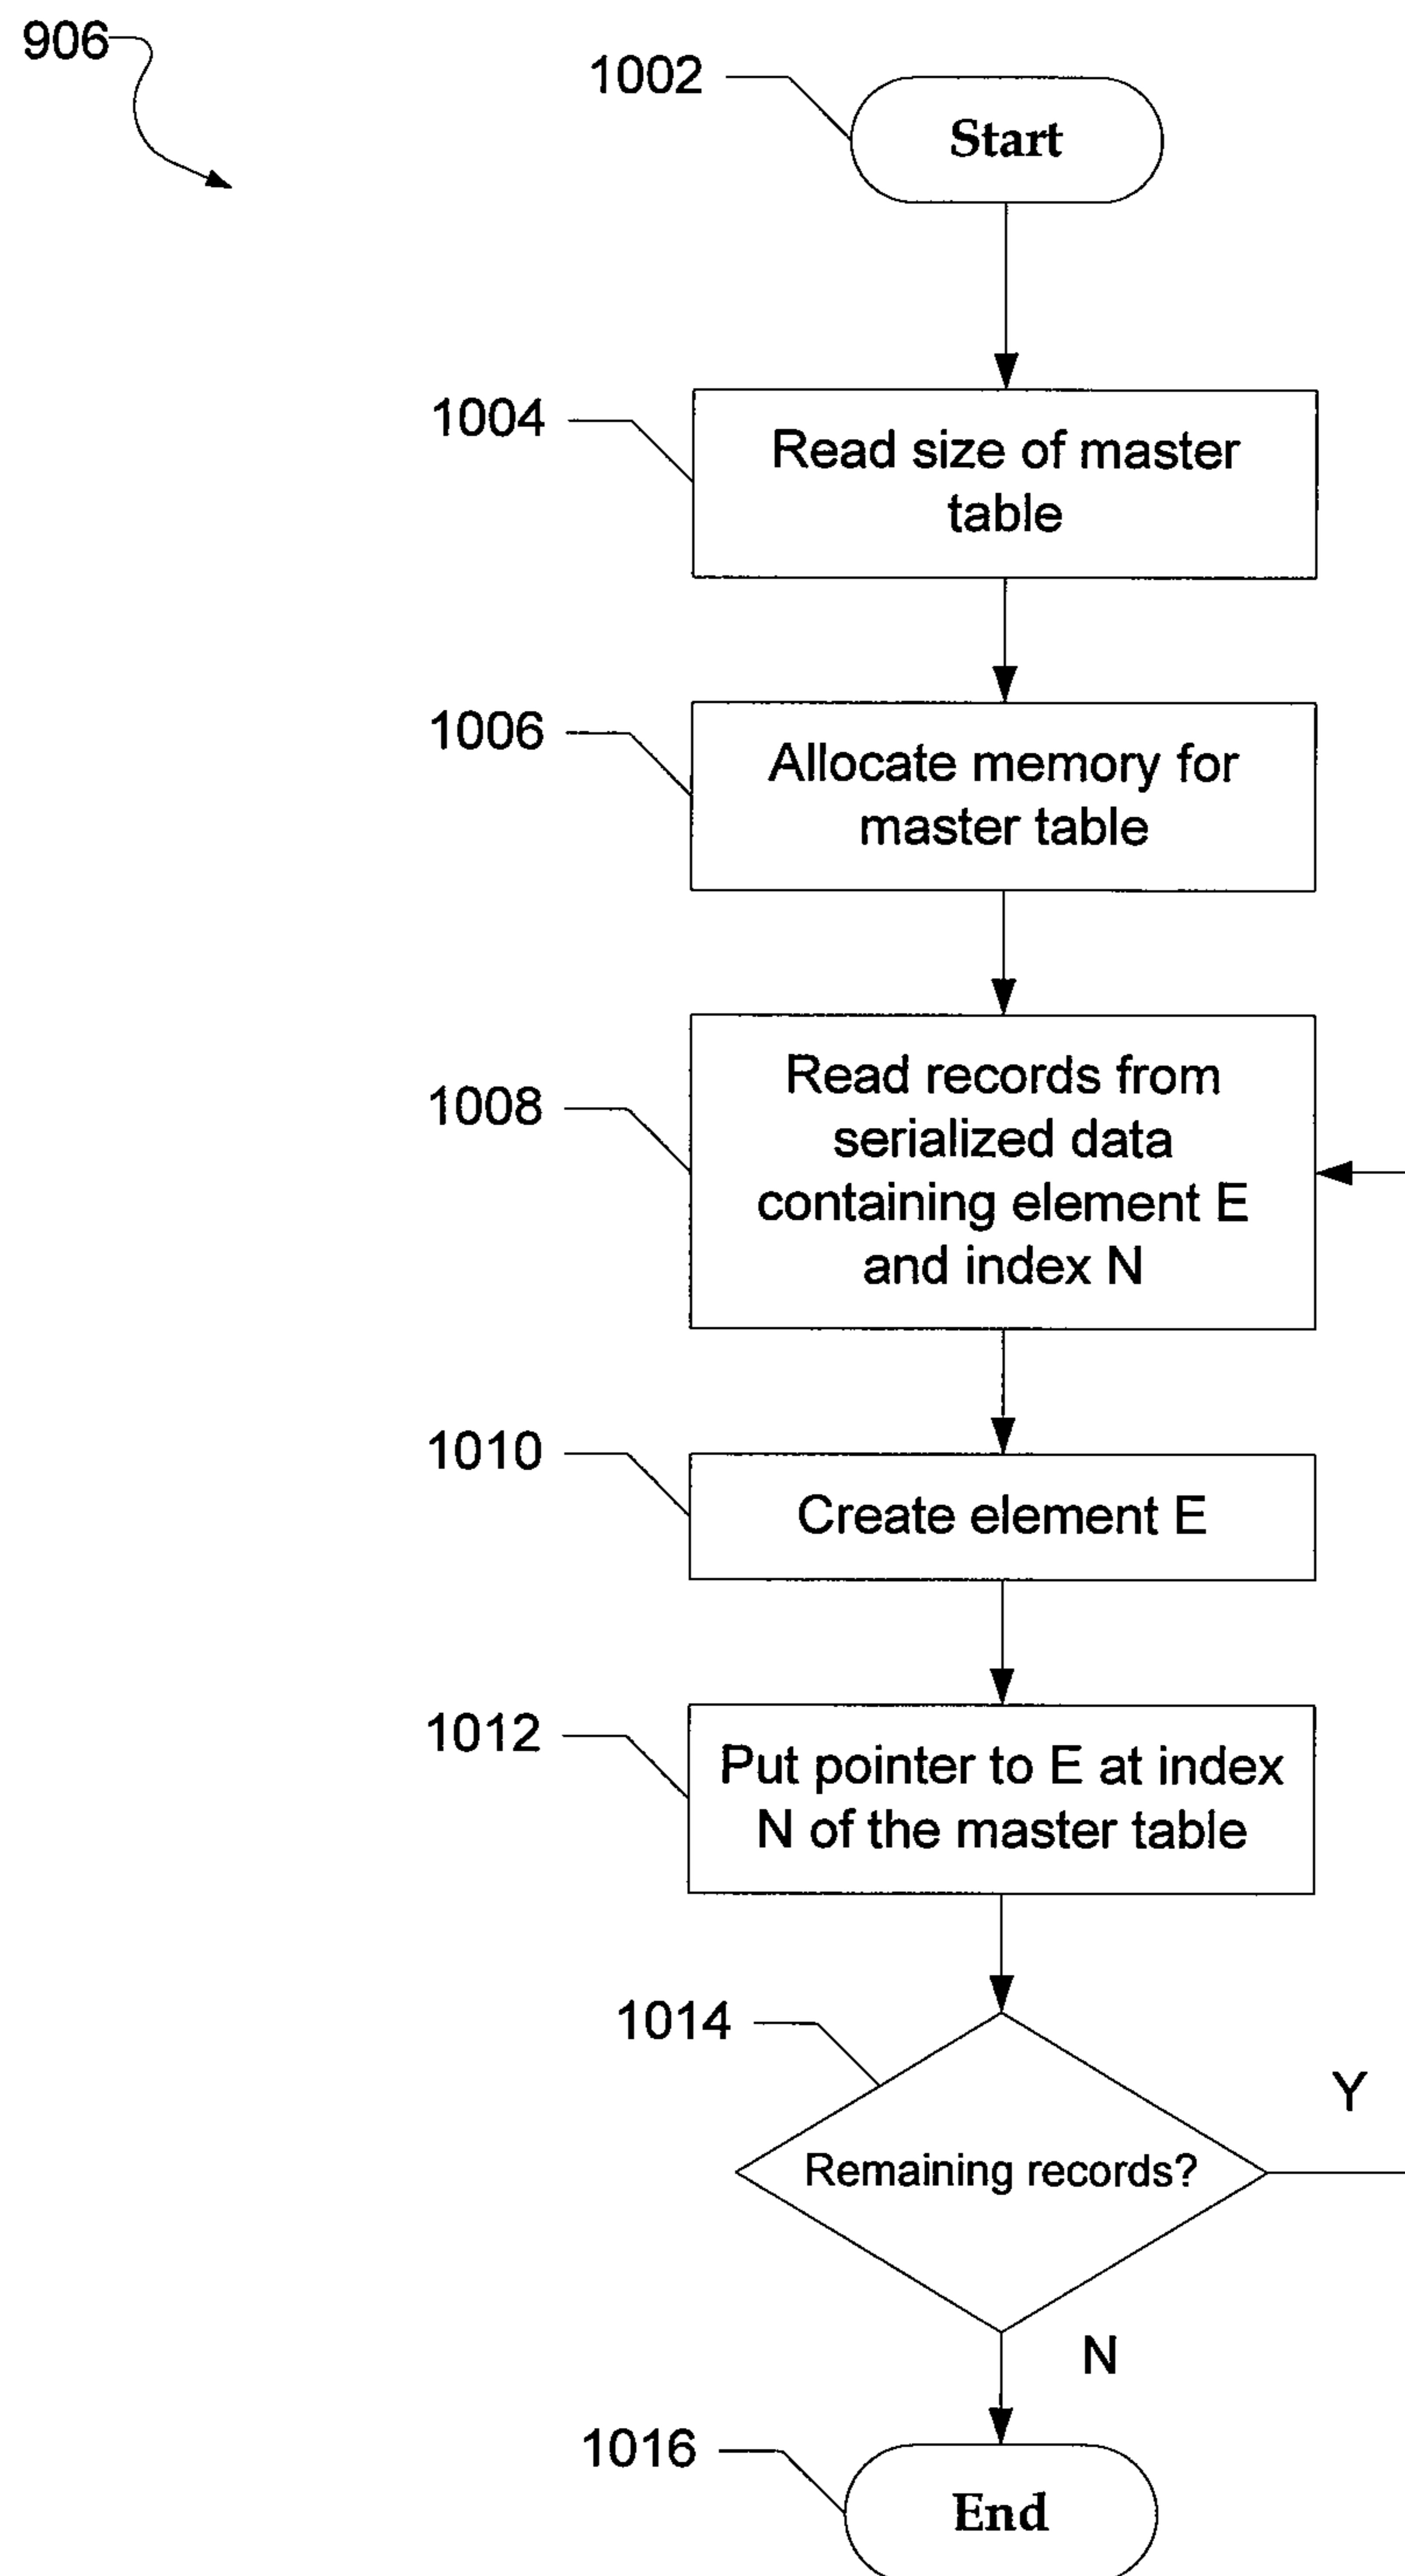 906
1002
Start
1004
Read size of master
table
1006
Allocate memory for
master table
1008
Read records from
serialized data
containing element E
and index N
1010
Create element E
1012
Put pointer to E at index
N of the master table
1014
Remaining records?
Y
N
1016
End